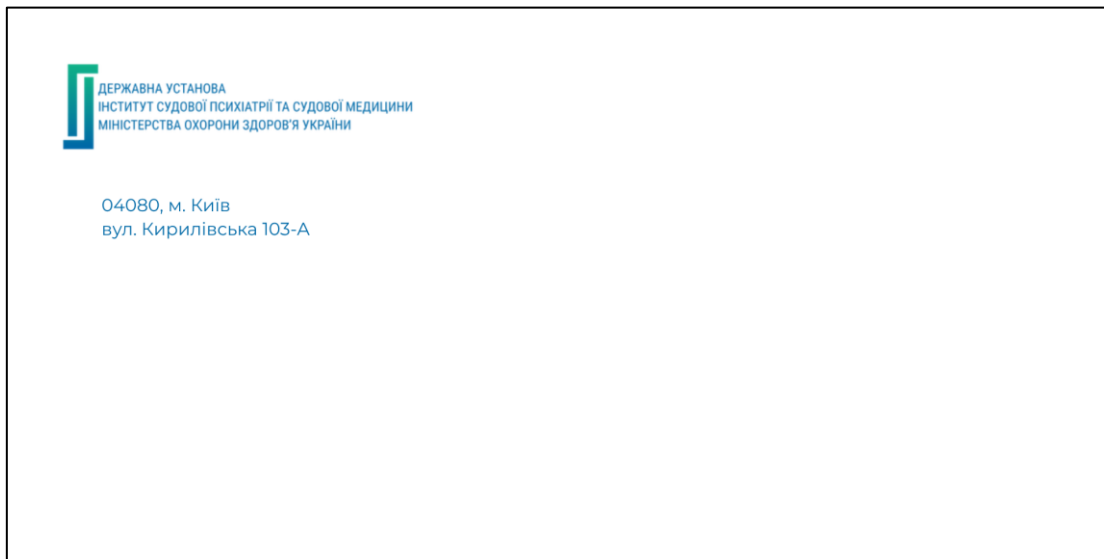 ДЕРЖАВНА УСТАНОВА
ІНСТИТУТ СУДОВОЇ ПСИХІАТРІЇ ТА СУДОВОЇ МЕДИЦИНИ
МІНІСТЕРСТВА ОХОРОНИ ЗДОРОВ'Я УКРАЇНИ
04080, м. Київ
вул. Кирилівська 103-А